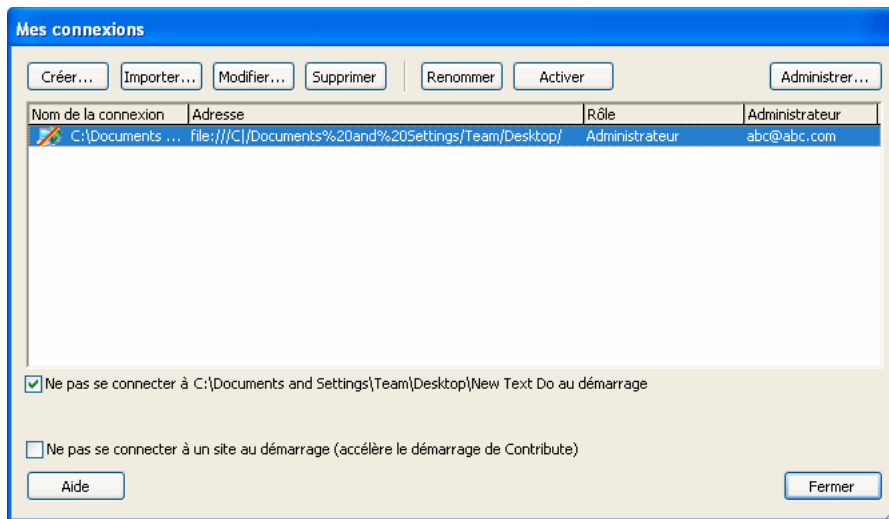 Mes connexions
Créer... Importer... Modifier... Supprimer Renommer Activer Administrer...
Nom de la connexion Adresse Rôle Administrateur
C:\Documents ... file:///C|/Documents%20and%20Settings/Team/Desktop/ Administrateur abc@abc.com
Ne pas se connecter à C:\Documents and Settings\Team\Desktop\New Text Do au démarrage
Ne pas se connecter à un site au démarrage (accélère le démarrage de Contribute)
Aide Fermer